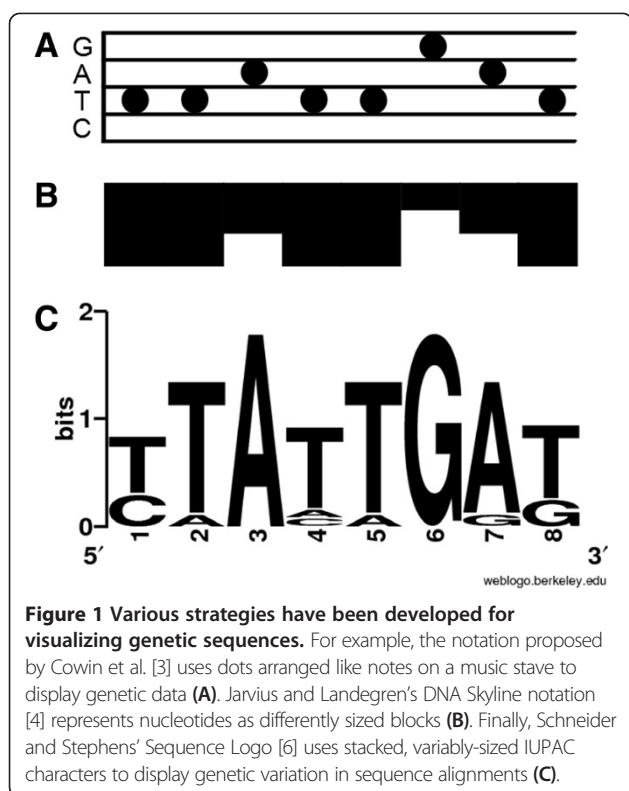 A
G
A
T
C
B
C
bits
2
1
0
TTATTGAT
CAAAGG
CC
5′
1 2 3 4 5 6 7 8
3′
weblogo.berkeley.edu
Figure 1 Various strategies have been developed for
visualizing genetic sequences. For example, the notation proposed
by Cowin et al. [3] uses dots arranged like notes on a music stave to
display genetic data (A). Jarvius and Landegren’s DNA Skyline notation
[4] represents nucleotides as differently sized blocks (B). Finally, Schneider
and Stephens’ Sequence Logo [6] uses stacked, variably-sized IUPAC
characters to display genetic variation in sequence alignments (C).